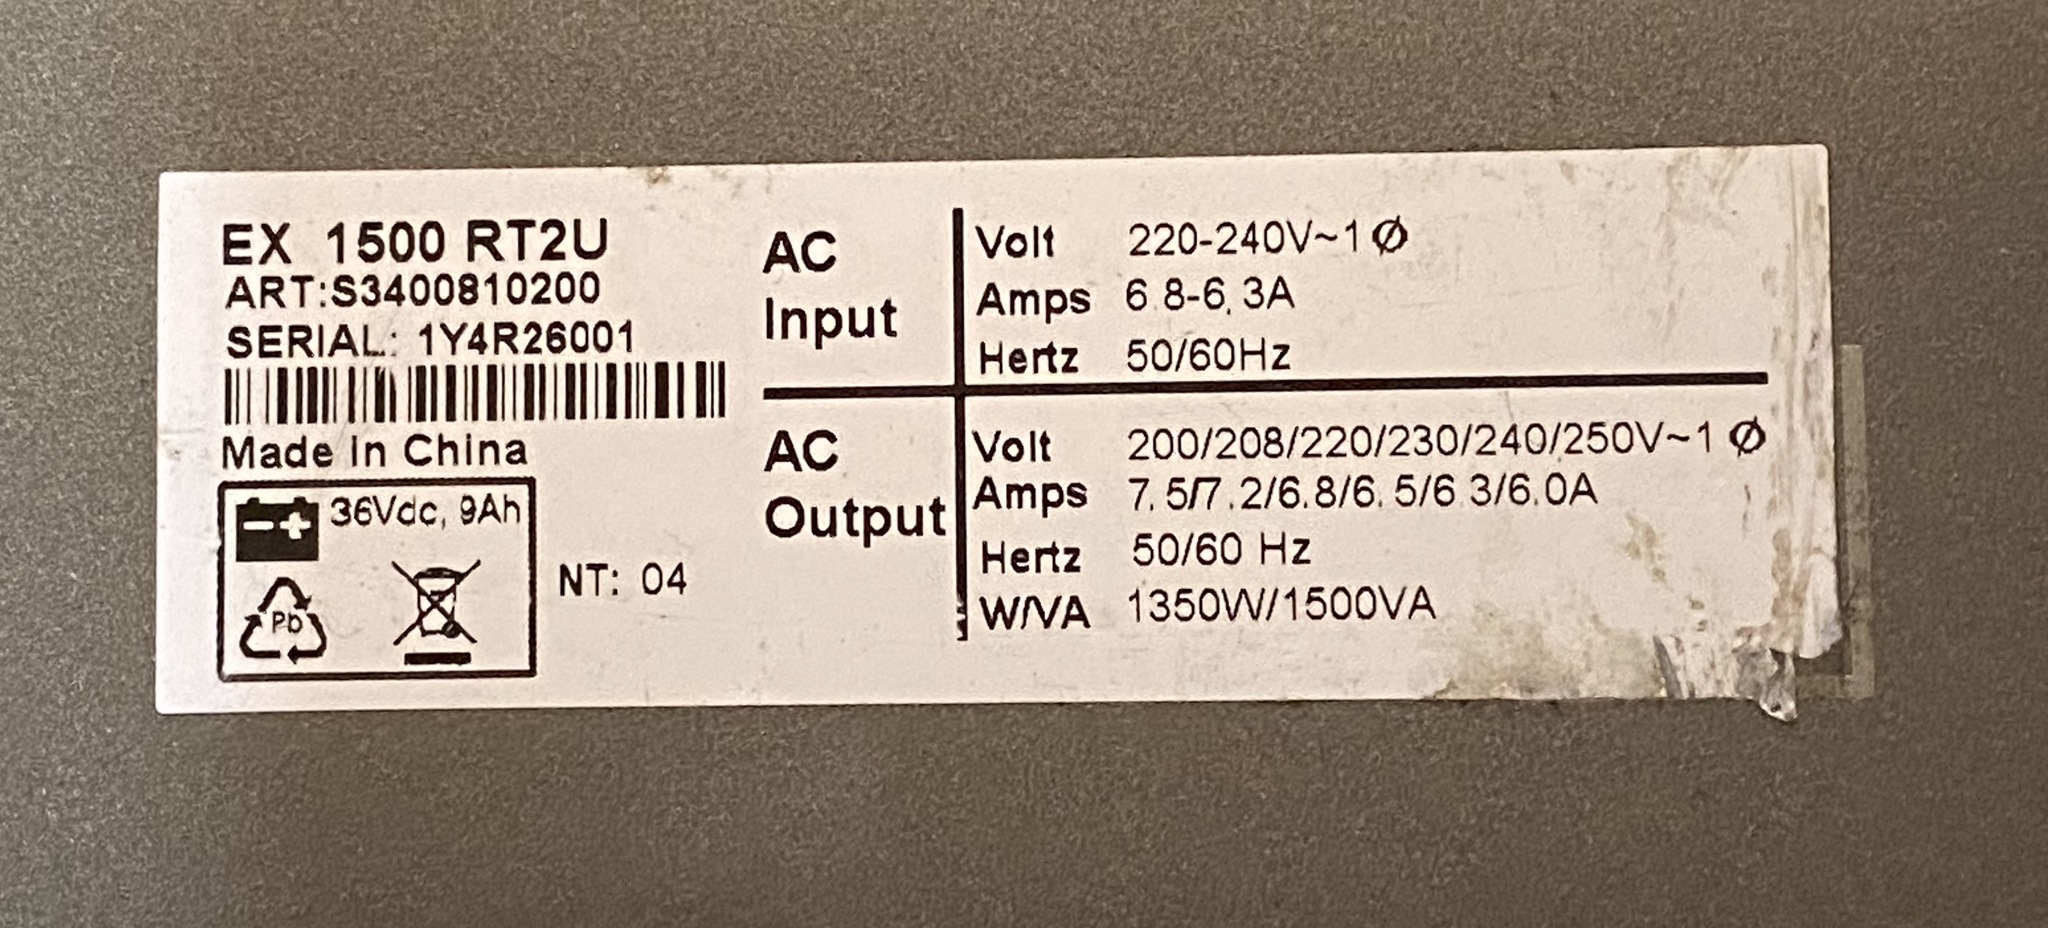 EX 1500 RT2U
ART:S3400810200
SERIAL: 1Y4R26001
Made In China
36Vdc, 9Ah
Pb
NT: 04
AC Input
Volt 220-240V~1Ø
Amps 6.8-6.3A
Hertz 50/60Hz
AC Output
Volt 200/208/220/230/240/250V~1Ø
Amps 7.5/7.2/6.8/6.5/6.3/6.0A
Hertz 50/60 Hz
W/VA 1350W/1500VA